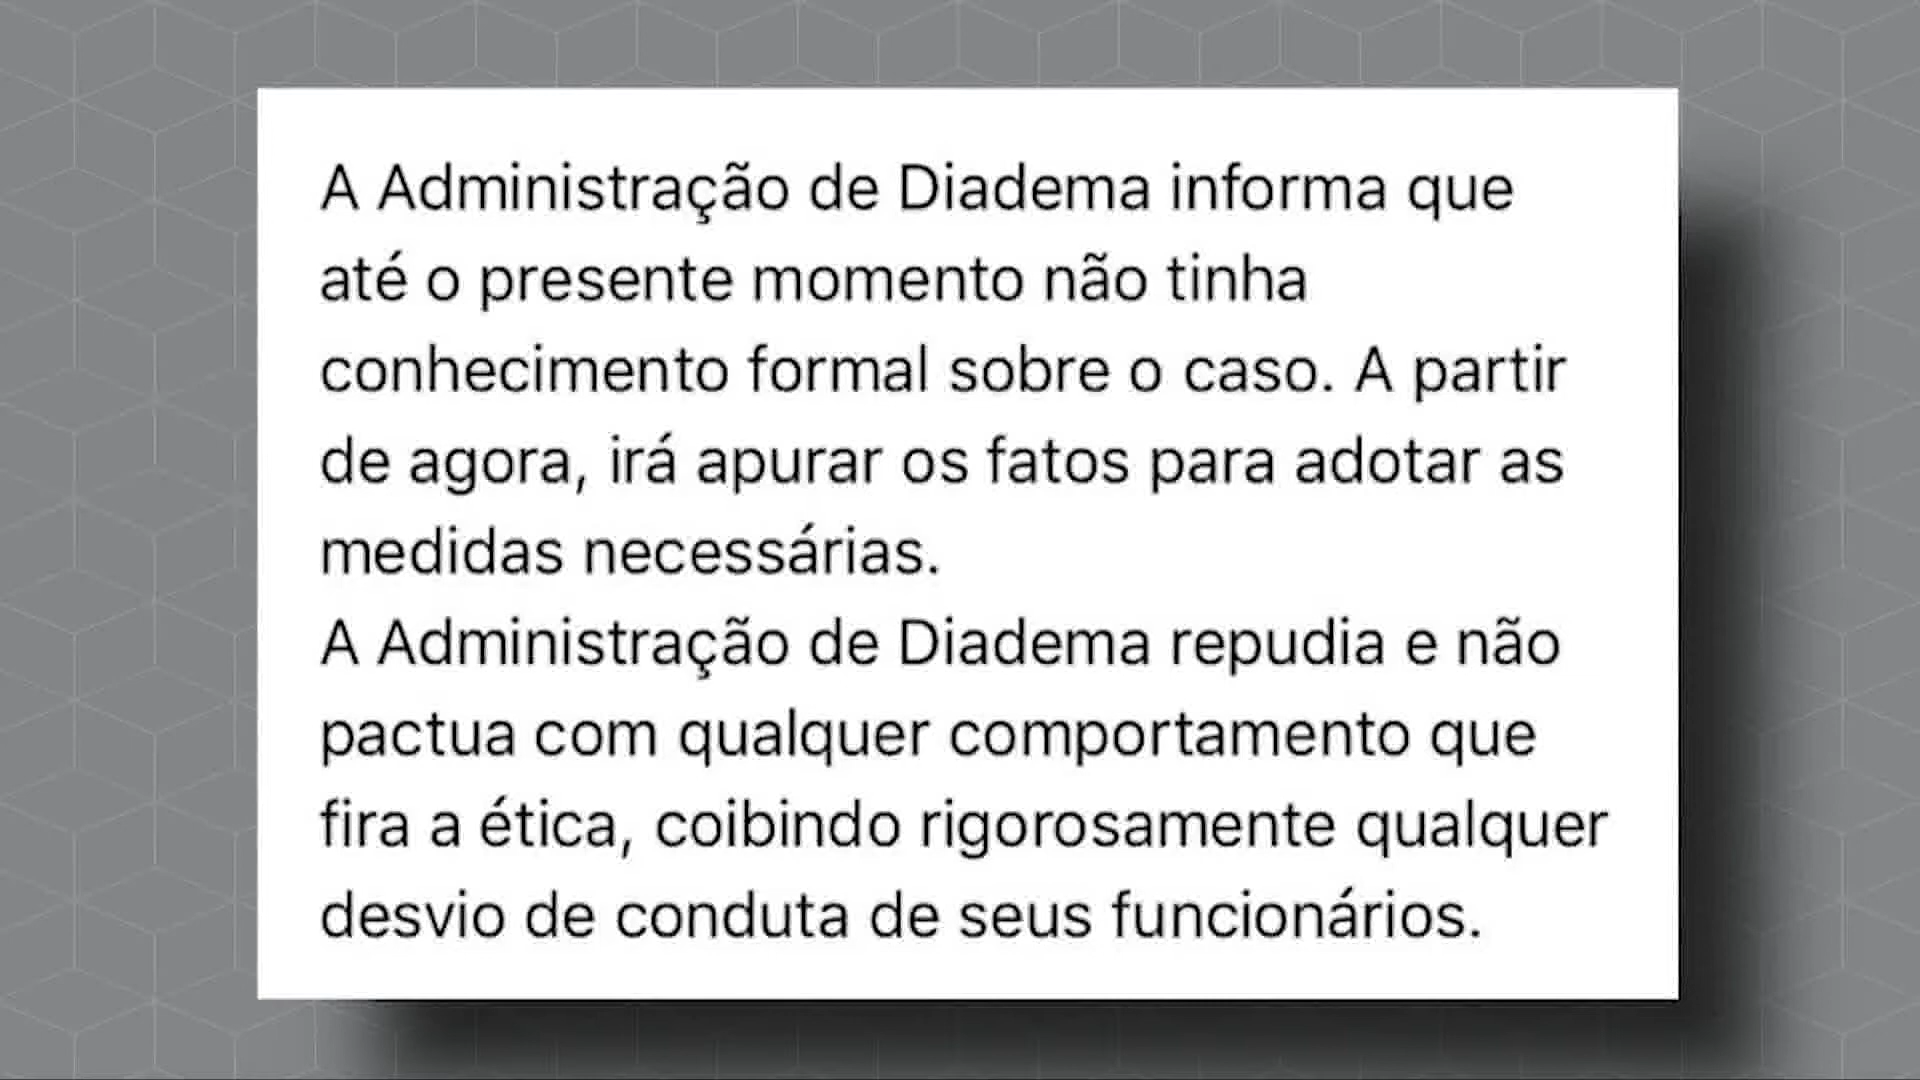 A Administração de Diadema informa que
até o presente momento não tinha
conhecimento formal sobre o caso. A partir
de agora, irá apurar os fatos para adotar as
medidas necessárias.
A Administração de Diadema repudia e não
pactua com qualquer comportamento que
fira a ética, coibindo rigorosamente qualquer
desvio de conduta de seus funcionários.